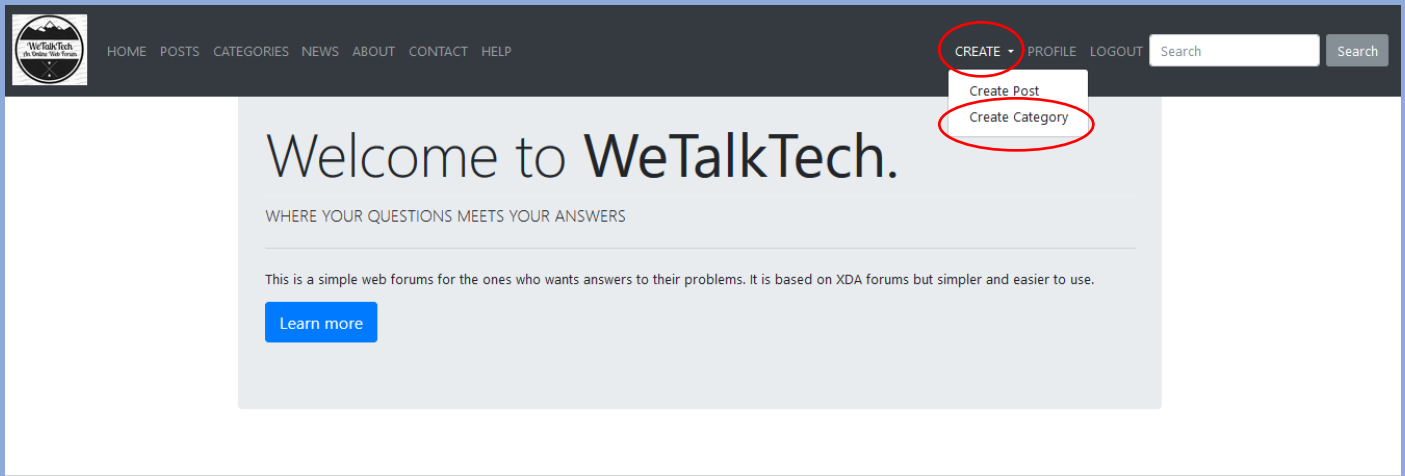 WeTalkTech
An Online Web Forum
HOME POSTS CATEGORIES NEWS ABOUT CONTACT HELP CREATE PROFILE LOGOUT Search Search
Create Post
Create Category
Welcome to WeTalkTech.
WHERE YOUR QUESTIONS MEETS YOUR ANSWERS
This is a simple web forums for the ones who wants answers to their problems. It is based on XDA forums but simpler and easier to use.
Learn more